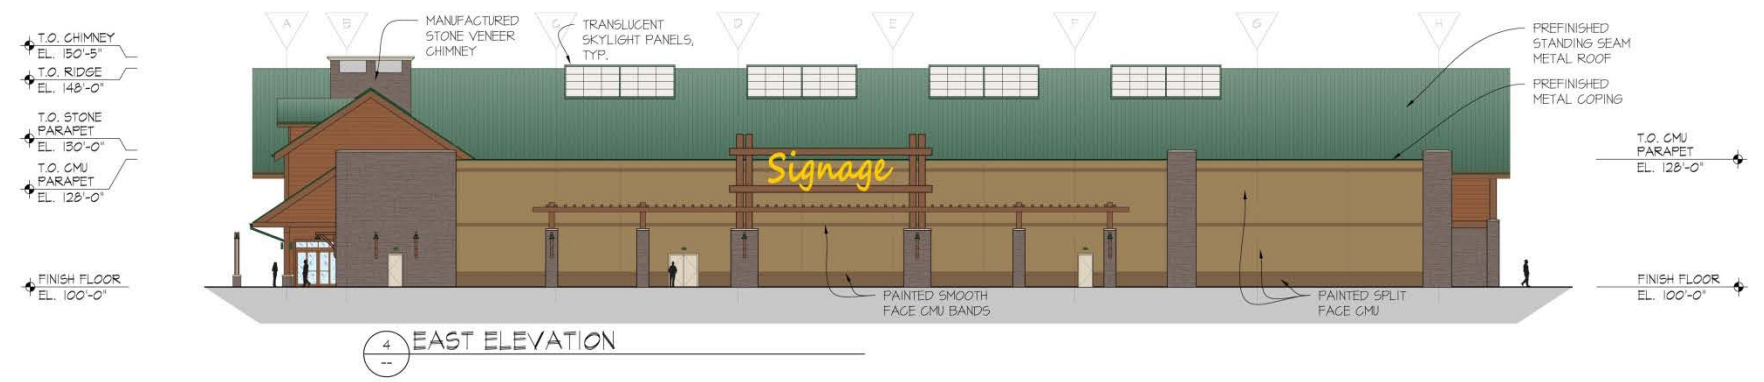 A
B
C
D
E
F
G
H
T.O. CHIMNEY
EL. 150'-5"
T.O. RIDGE
EL. 148'-0"
T.O. STONE
PARAPET
EL. 130'-0"
T.O. CMU
PARAPET
EL. 128'-0"
FINISH FLOOR
EL. 100'-0"
MANUFACTURED
STONE VENEER
CHIMNEY
TRANSLUCENT
SKYLIGHT PANELS,
TYP.
PREFINISHED
STANDING SEAM
METAL ROOF
PREFINISHED
METAL COPING
Signage
T.O. CMU
PARAPET
EL. 128'-0"
FINISH FLOOR
EL. 100'-0"
PAINTED SMOOTH
FACE CMU BANDS
PAINTED SPLIT
FACE CMU
4
--
EAST ELEVATION